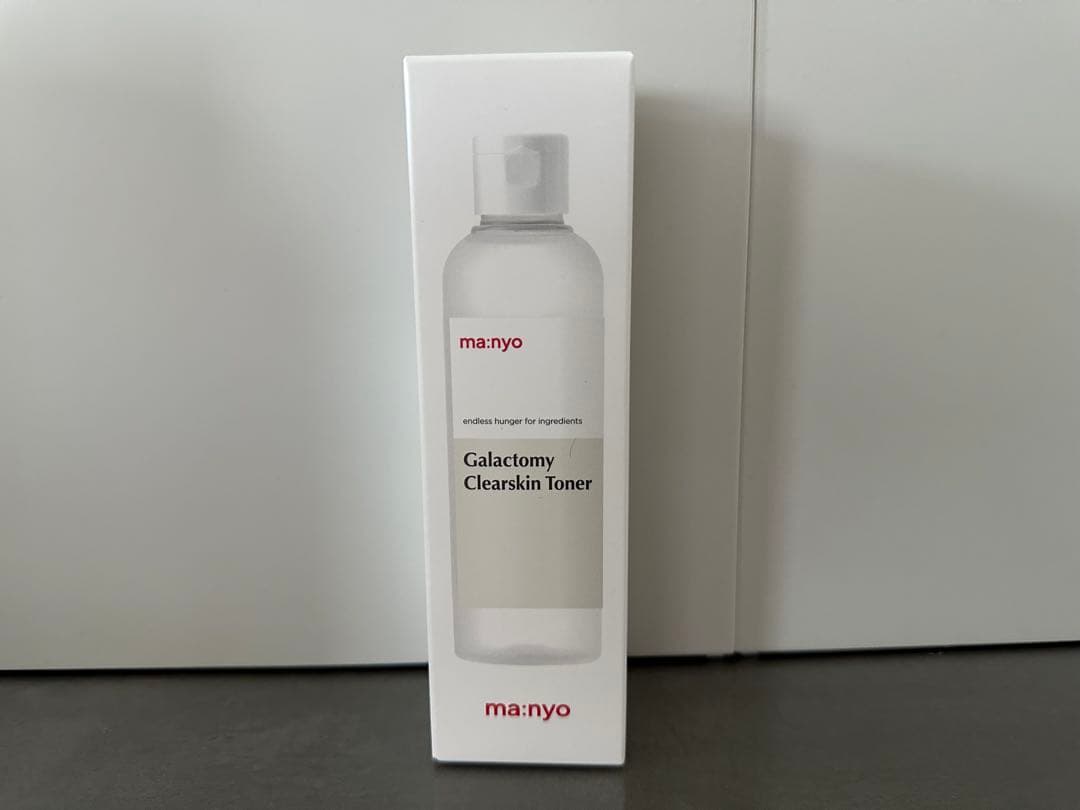 ma:nyo
endless hunger for ingredients
Galactomy
Clearskin Toner
ma:nyo